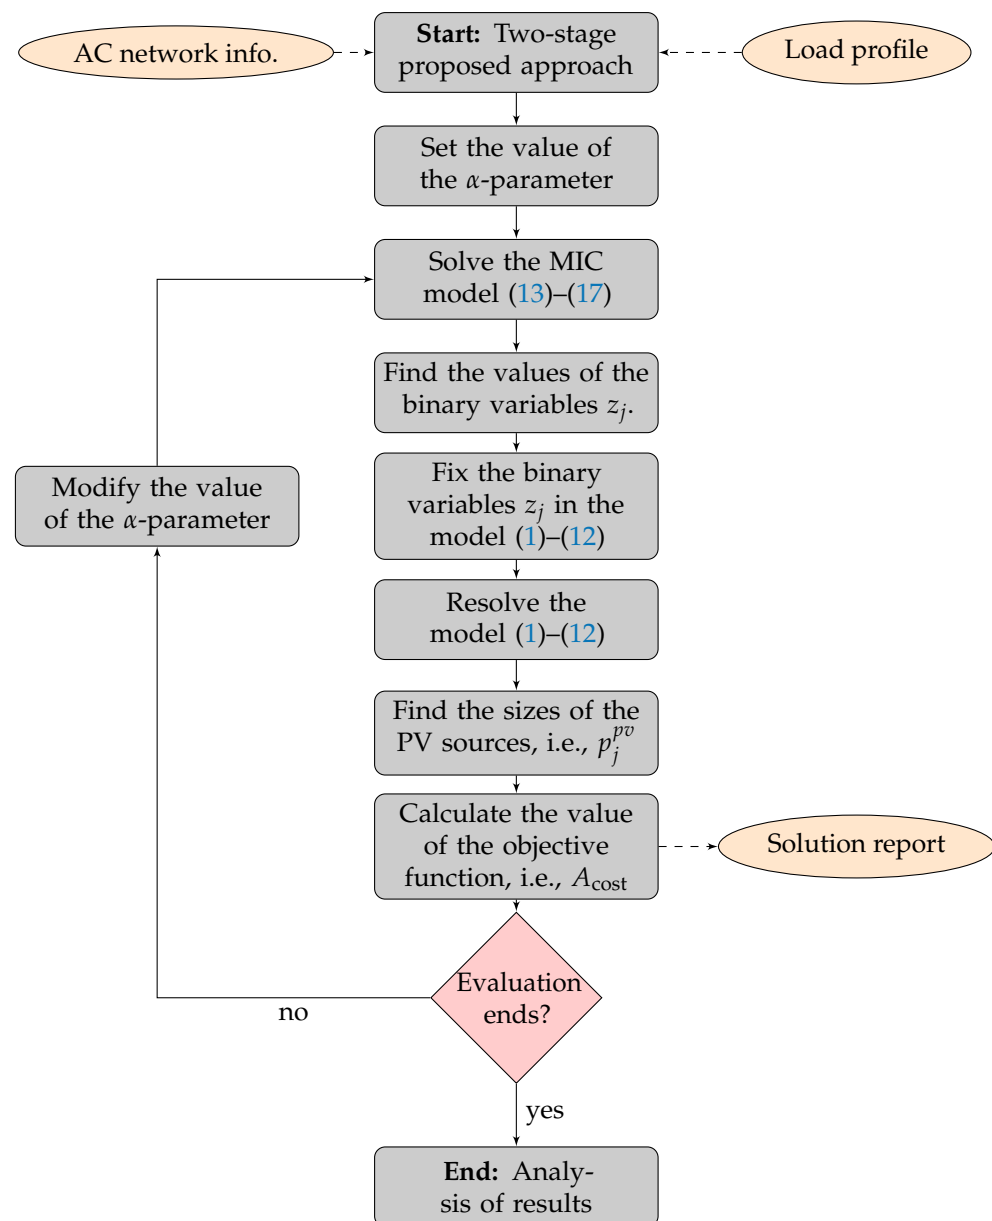 AC network info.
Start: Two-stage
proposed approach
Load profile
Set the value of
the α-parameter
Solve the MIC
model (13)–(17)
Find the values of the
binary variables z_j.
Modify the value
of the α-parameter
Fix the binary
variables z_j in the
model (1)–(12)
Resolve the
model (1)–(12)
Find the sizes of the
PV sources, i.e., p_j^{pv}
Calculate the value
of the objective
function, i.e., A_cost
Solution report
Evaluation
ends?
no
yes
End: Analy-
sis of results